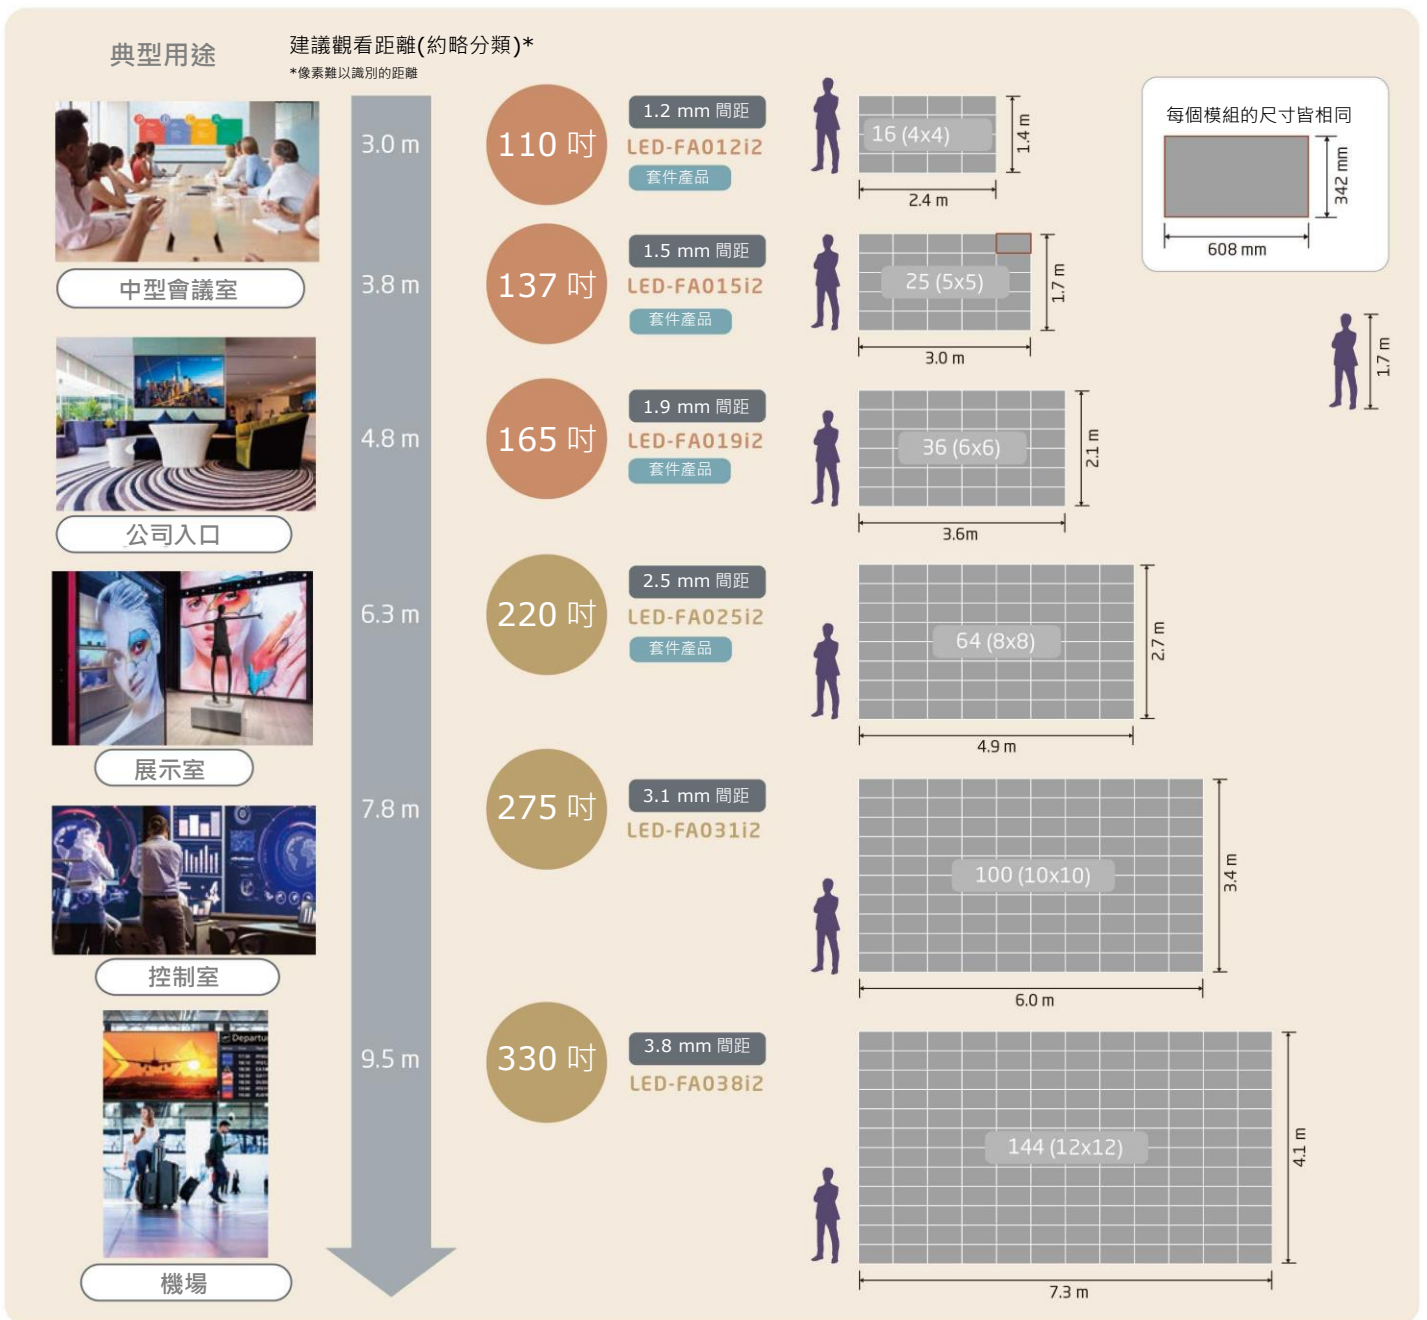 典型用途
建議觀看距離(約略分類)*
*像素難以識別的距離
每個模組的尺寸皆相同
342 mm
608 mm
1.7 m
中型會議室
公司入口
展示室
控制室
Departu
機場
3.0 m
110 吋
1.2 mm 間距
LED-FA012i2
套件產品
16 (4x4)
1.4 m
2.4 m
3.8 m
137 吋
1.5 mm 間距
LED-FA015i2
套件產品
25 (5x5)
1.7 m
3.0 m
4.8 m
165 吋
1.9 mm 間距
LED-FA019i2
套件產品
36 (6x6)
2.1 m
3.6m
6.3 m
220 吋
2.5 mm 間距
LED-FA025i2
套件產品
64 (8x8)
2.7 m
4.9 m
7.8 m
275 吋
3.1 mm 間距
LED-FA031i2
100 (10x10)
3.4 m
6.0 m
9.5 m
330 吋
3.8 mm 間距
LED-FA038i2
144 (12x12)
4.1 m
7.3 m